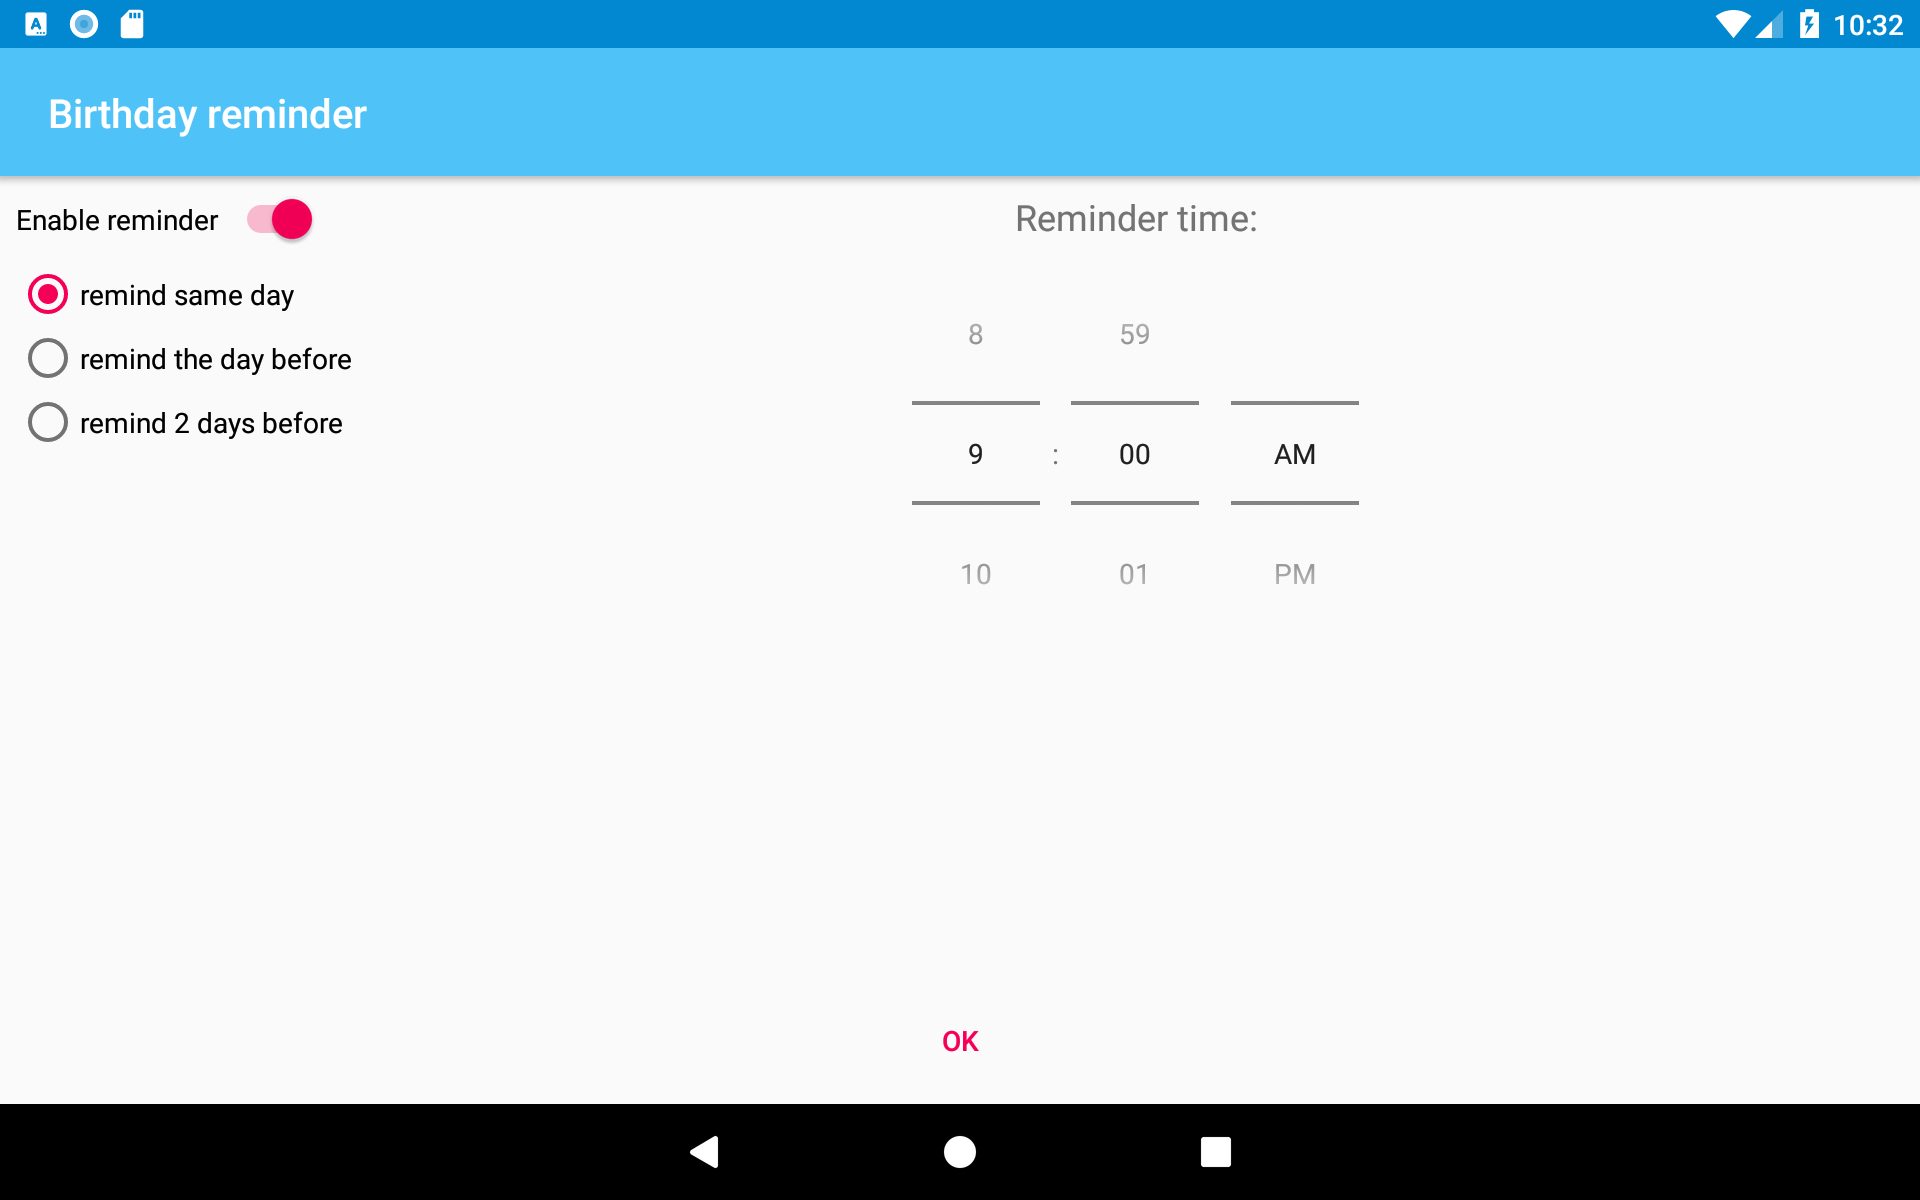 10:32
Birthday reminder
Enable reminder
remind same day
remind the day before
remind 2 days before
Reminder time:
8 59
9 : 00 AM
10 01 PM
OK